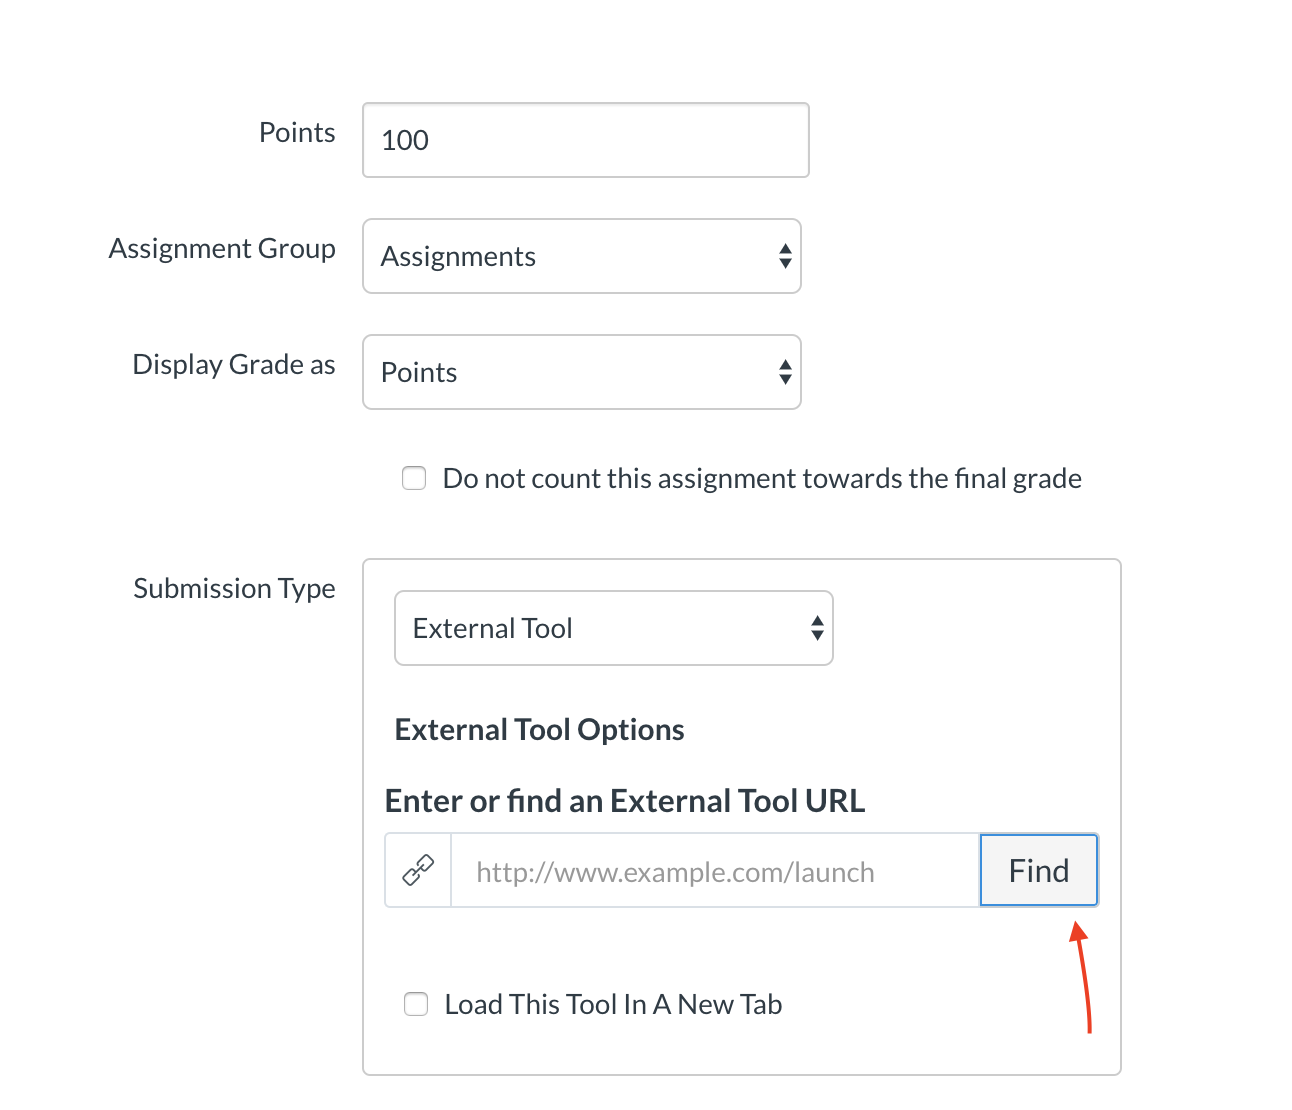 Points
100
Assignment Group
Assignments
Display Grade as
Points
Do not count this assignment towards the final grade
Submission Type
External Tool
External Tool Options
Enter or find an External Tool URL
http://www.example.com/launch
Find
Load This Tool In A New Tab